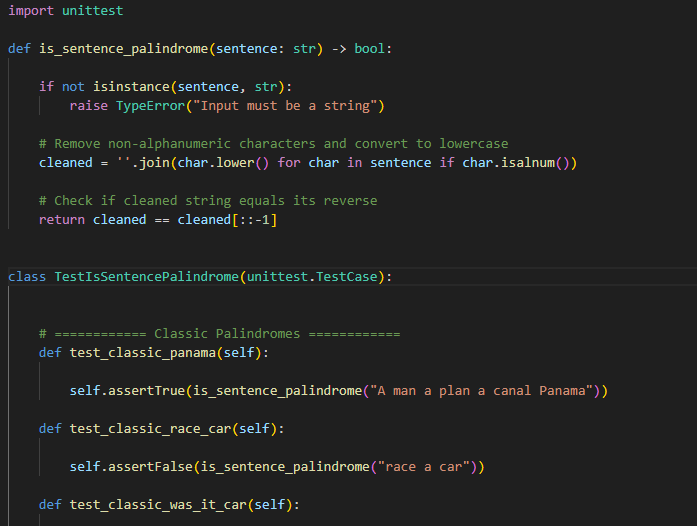 import unittest
def is_sentence_palindrome(sentence: str) -> bool:
if not isinstance(sentence, str):
raise TypeError("Input must be a string")
# Remove non-alphanumeric characters and convert to lowercase
cleaned = ''.join(char.lower() for char in sentence if char.isalnum())
# Check if cleaned string equals its reverse
return cleaned == cleaned[::-1]
class TestIsSentencePalindrome(unittest.TestCase):
# ============ Classic Palindromes ============
def test_classic_panama(self):
self.assertTrue(is_sentence_palindrome("A man a plan a canal Panama"))
def test_classic_race_car(self):
self.assertFalse(is_sentence_palindrome("race a car"))
def test_classic_was_it_car(self):